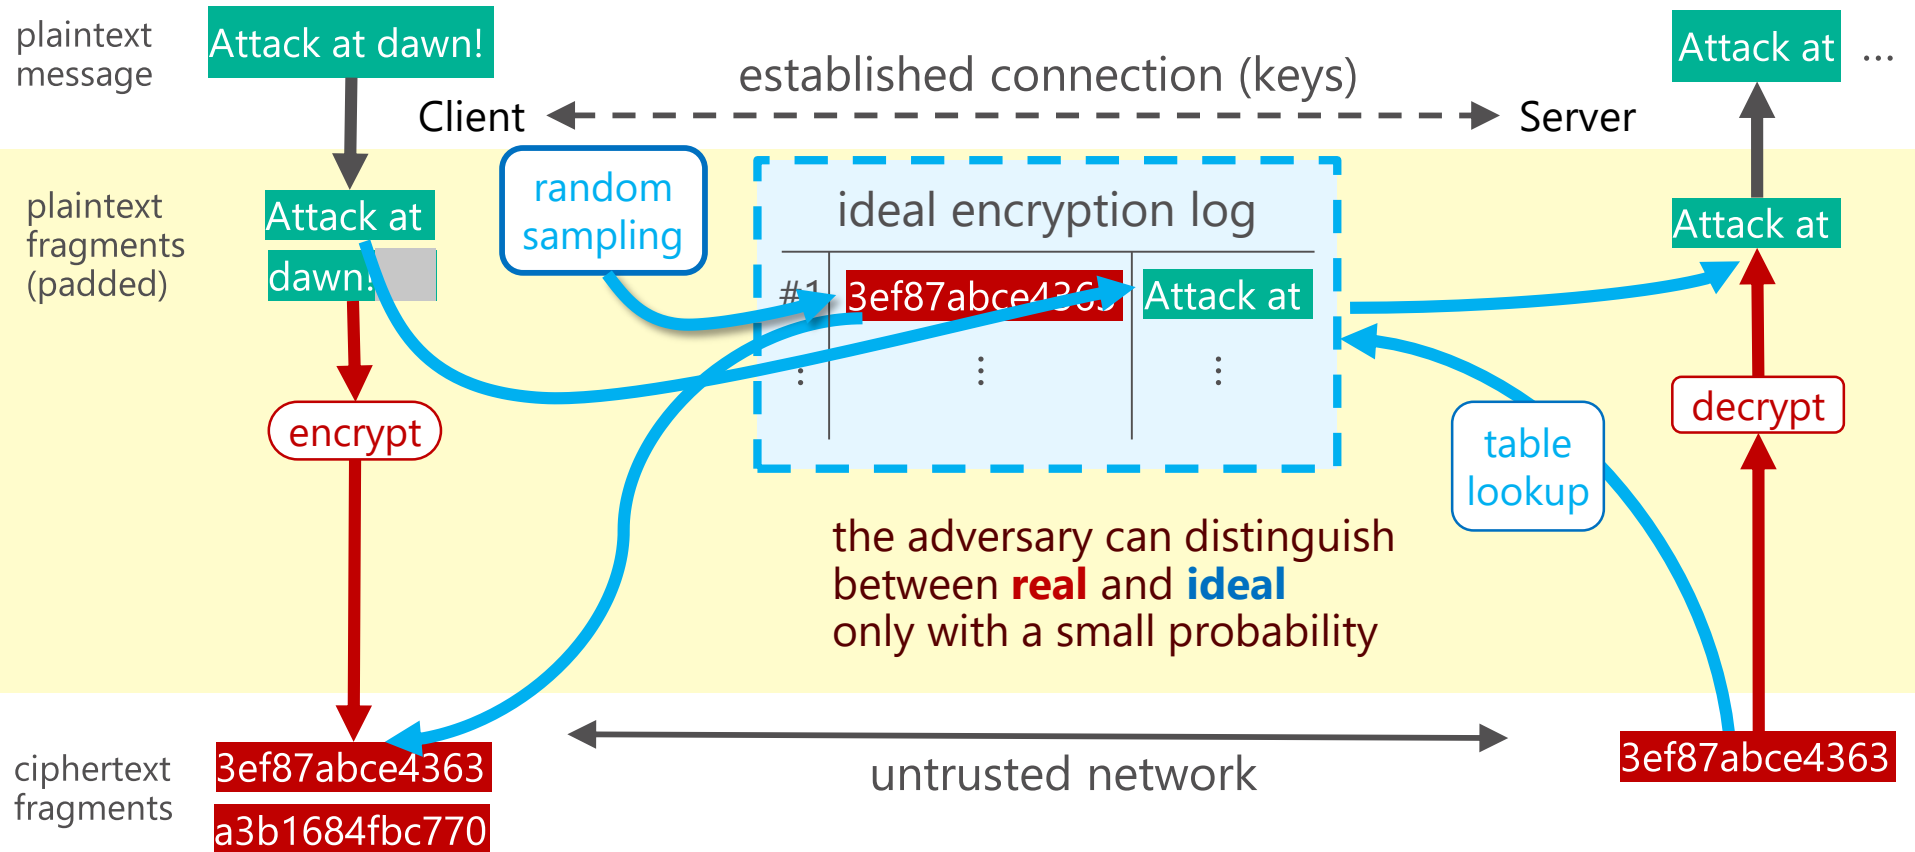 plaintext
message
Attack at dawn!
established connection (keys)
Client
Server
Attack at ...
plaintext
fragments
(padded)
Attack at
dawn!
random
sampling
ideal encryption log
#1 3ef87abce4363 Attack at
⋮ ⋮ ⋮
Attack at
encrypt
decrypt
table
lookup
the adversary can distinguish
between real and ideal
only with a small probability
ciphertext
fragments
3ef87abce4363
a3b1684fbc770
untrusted network
3ef87abce4363